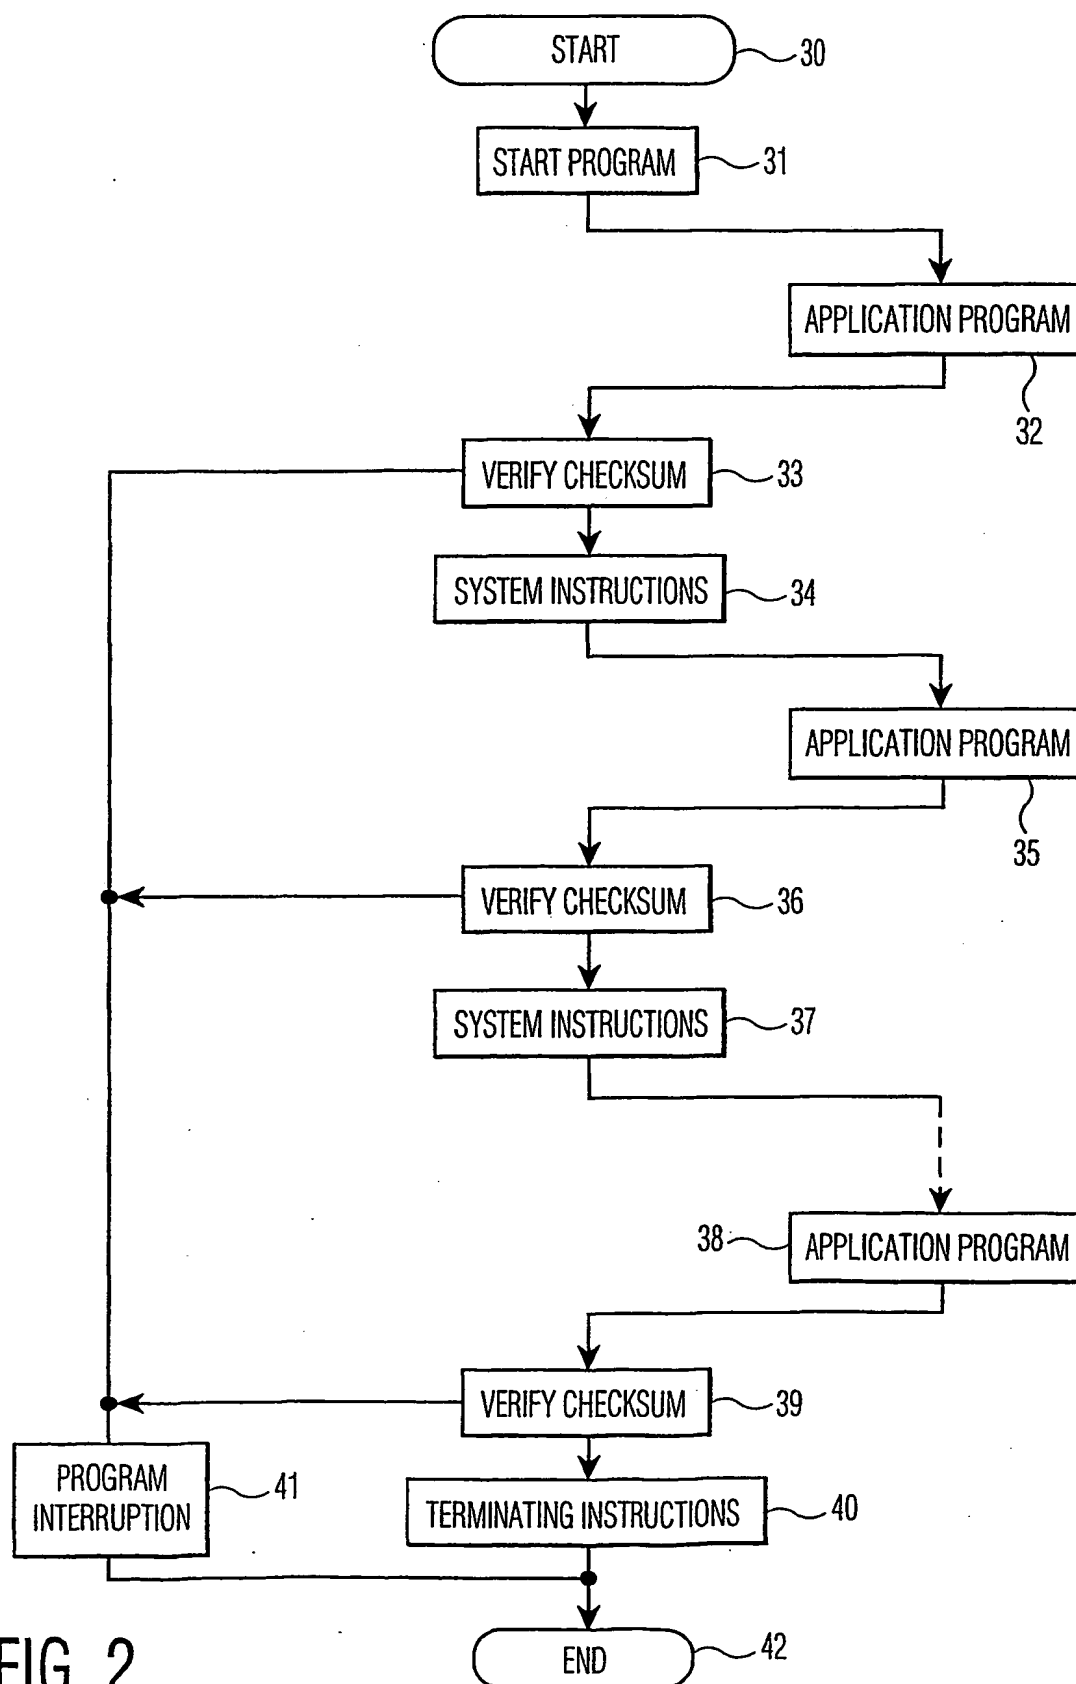 START
30
START PROGRAM
31
APPLICATION PROGRAM
32
VERIFY CHECKSUM
33
SYSTEM INSTRUCTIONS
34
APPLICATION PROGRAM
35
VERIFY CHECKSUM
36
SYSTEM INSTRUCTIONS
37
38
APPLICATION PROGRAM
VERIFY CHECKSUM
39
PROGRAM
INTERRUPTION
41
TERMINATING INSTRUCTIONS
40
END
42
FIG. 2